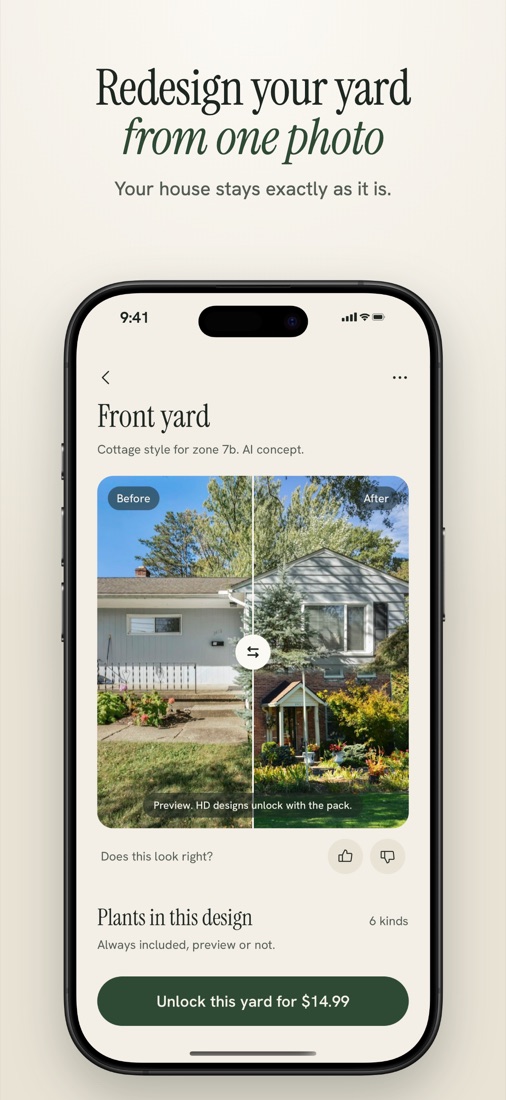 Redesign your yard
from one photo
Your house stays exactly as it is.
9:41
Front yard
Cottage style for zone 7b. AI concept.
Before
After
Preview. HD designs unlock with the pack.
Does this look right?
Plants in this design
6 kinds
Always included, preview or not.
Unlock this yard for $14.99